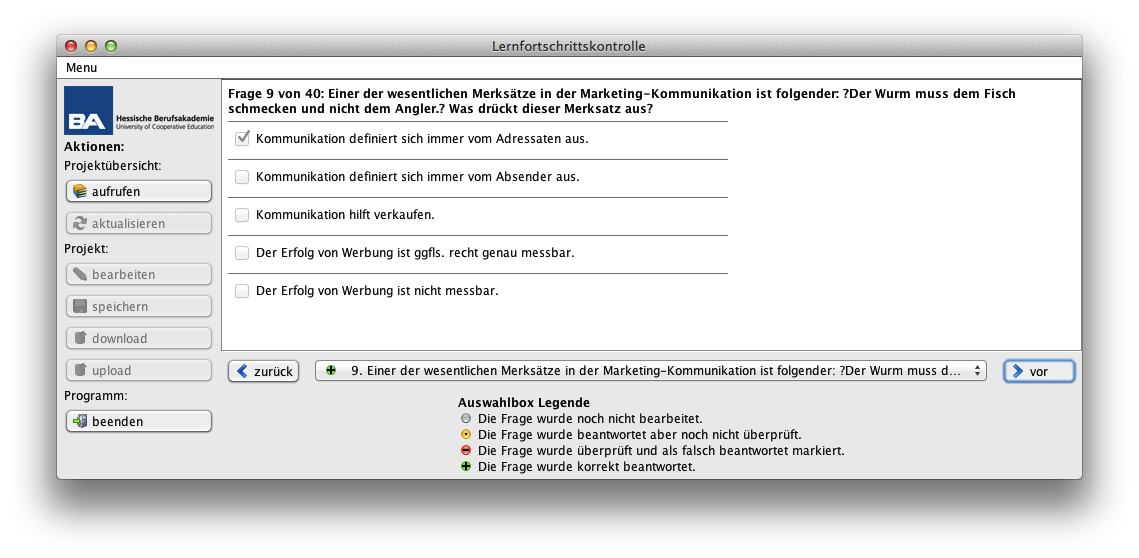 Lernfortschrittskontrolle
Menu
BA Hessische Berufsakademie
University of Cooperative Education
Aktionen:
Projektübersicht:
aufrufen
aktualisieren
Projekt:
bearbeiten
speichern
download
upload
Programm:
beenden
Frage 9 von 40: Einer der wesentlichen Merksätze in der Marketing-Kommunikation ist folgender: ?Der Wurm muss dem Fisch
schmecken und nicht dem Angler.? Was drückt dieser Merksatz aus?
Kommunikation definiert sich immer vom Adressaten aus.
Kommunikation definiert sich immer vom Absender aus.
Kommunikation hilft verkaufen.
Der Erfolg von Werbung ist ggfls. recht genau messbar.
Der Erfolg von Werbung ist nicht messbar.
zurück
9. Einer der wesentlichen Merksätze in der Marketing-Kommunikation ist folgender: ?Der Wurm muss d...
vor
Auswahlbox Legende
Die Frage wurde noch nicht bearbeitet.
Die Frage wurde beantwortet aber noch nicht überprüft.
Die Frage wurde überprüft und als falsch beantwortet markiert.
Die Frage wurde korrekt beantwortet.